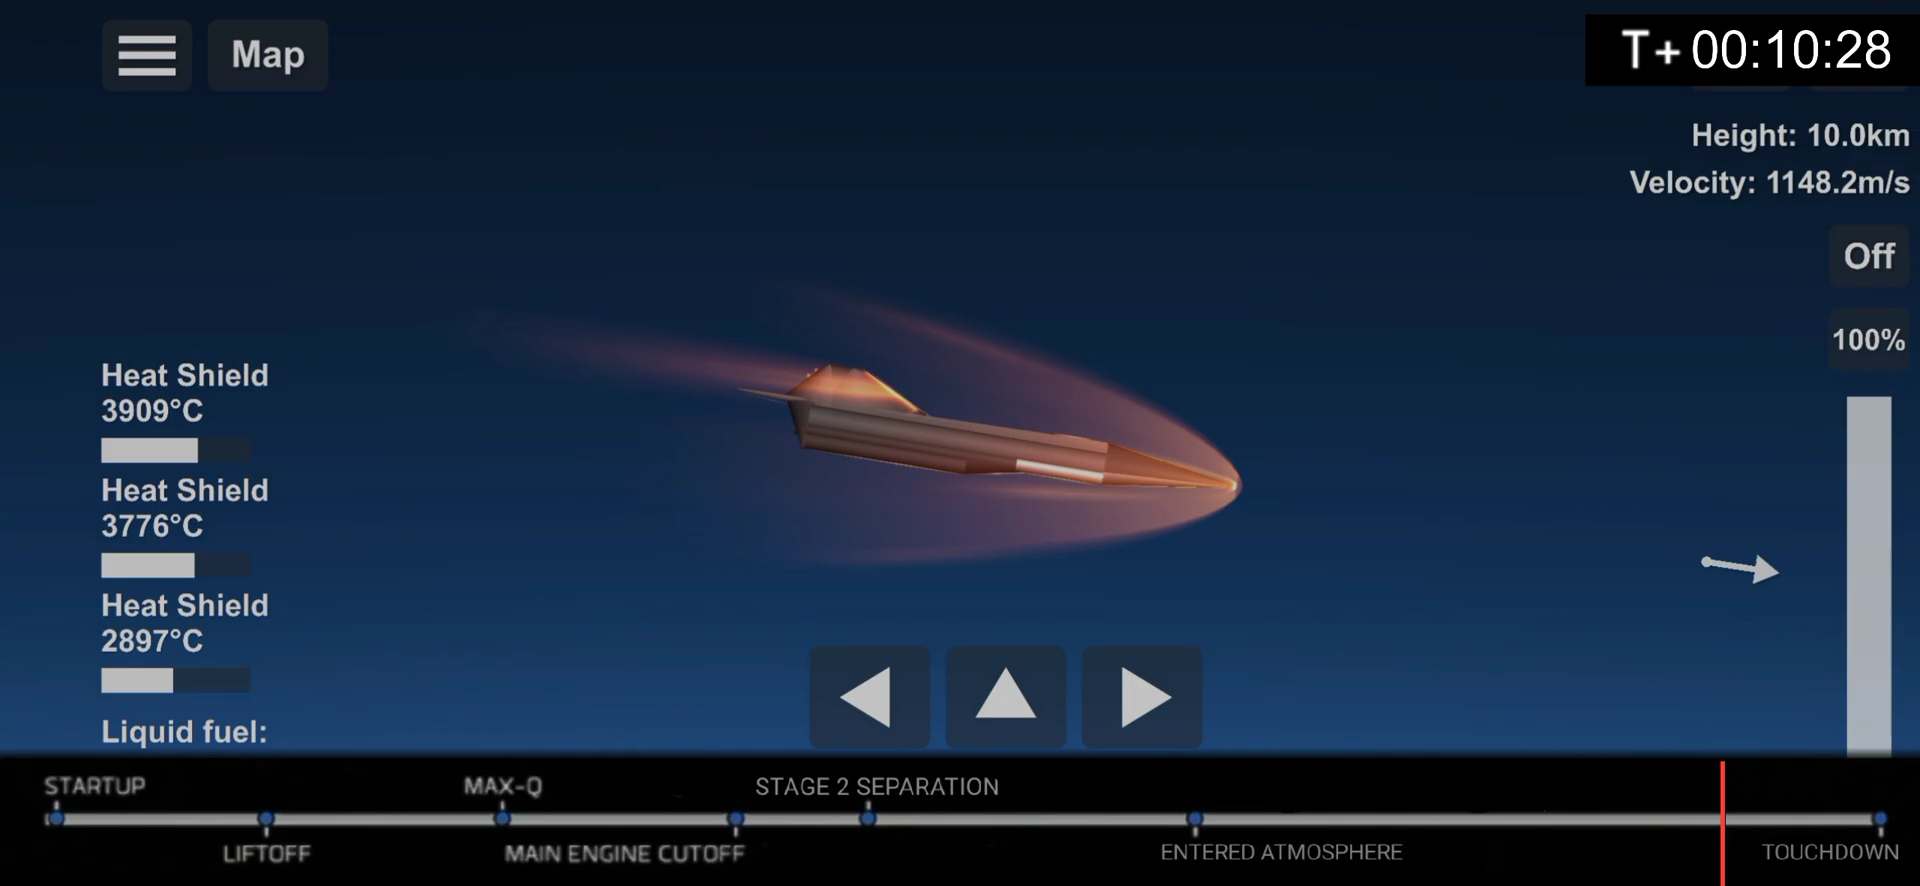 Map
T+ 00:10:28
Height: 10.0km
Velocity: 1148.2m/s
Off
100%
Heat Shield
3909°C
Heat Shield
3776°C
Heat Shield
2897°C
Liquid fuel:
STARTUP
MAX-Q
STAGE 2 SEPARATION
LIFTOFF
MAIN ENGINE CUTOFF
ENTERED ATMOSPHERE
TOUCHDOWN